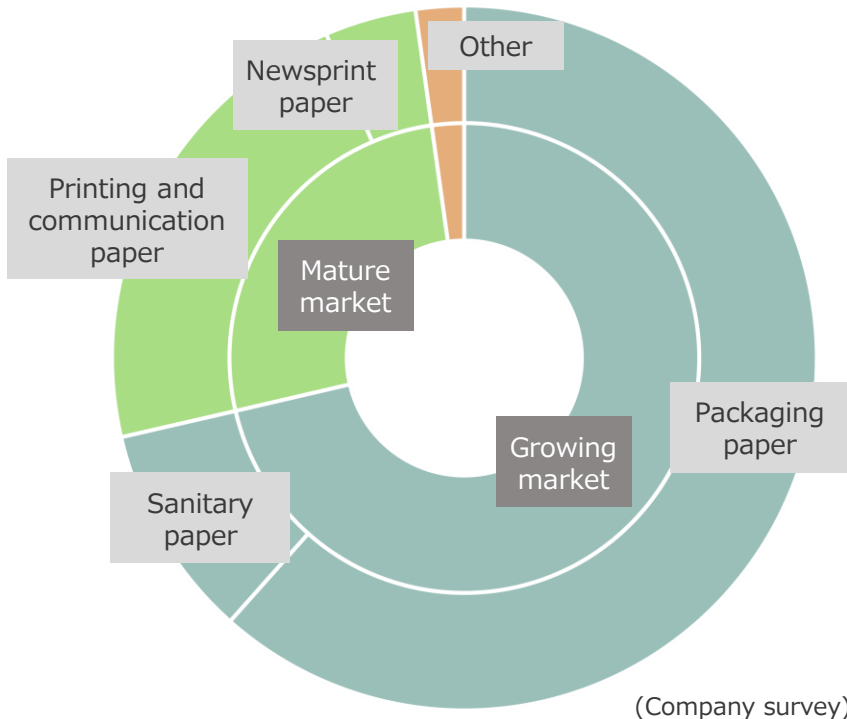 Other
Newsprint
paper
Printing and
communication
paper
Mature
market
Packaging
paper
Growing
market
Sanitary
paper
(Company survey)